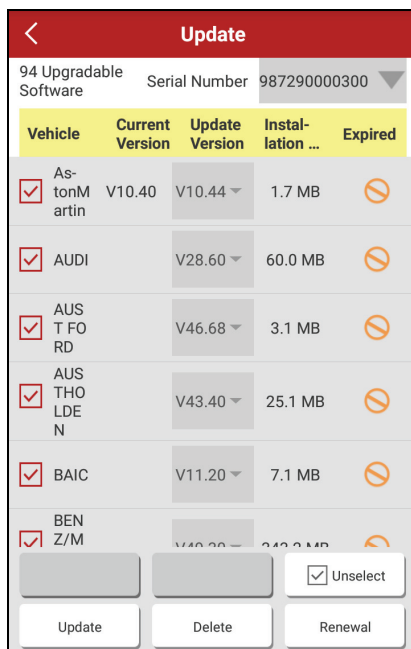 Update
94 Upgradable
Software
Serial Number
987290000300
Vehicle
Current
Version
Update
Version
Instal-
lation ...
Expired
As-
tonM
artin
V10.40
V10.44
1.7 MB
AUDI
V28.60
60.0 MB
AUS
T FO
RD
V46.68
3.1 MB
AUS
THO
LDE
N
V43.40
25.1 MB
BAIC
V11.20
7.1 MB
BEN
Z/M
Unselect
Update
Delete
Renewal